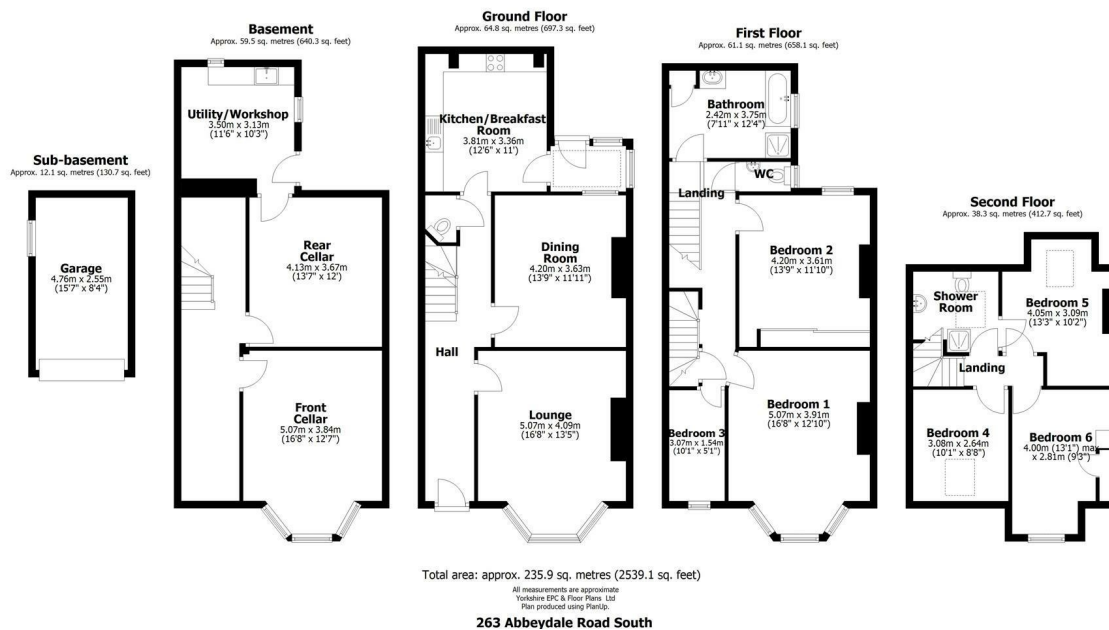 Sub-basement
Approx. 12.1 sq. metres (130.7 sq. feet)
Garage
4.76m x 2.55m
(15'7" x 8'4")
Basement
Approx. 59.5 sq. metres (640.3 sq. feet)
Utility/Workshop
3.50m x 3.13m
(11'6" x 10'3")
Rear
Cellar
4.13m x 3.67m
(13'7" x 12')
Front
Cellar
5.07m x 3.84m
(16'8" x 12'7")
Ground Floor
Approx. 64.8 sq. metres (697.3 sq. feet)
Kitchen/Breakfast
Room
3.81m x 3.36m
(12'6" x 11')
Dining
Room
4.20m x 3.63m
(13'9" x 11'11")
Hall
Lounge
5.07m x 4.09m
(16'8" x 13'5")
First Floor
Approx. 61.1 sq. metres (658.1 sq. feet)
Bathroom
2.42m x 3.75m
(7'11" x 12'4")
WC
Landing
Bedroom 2
4.20m x 3.61m
(13'9" x 11'10")
Bedroom 1
5.07m x 3.91m
(16'8" x 12'10")
Bedroom 3
3.07m x 1.54m
(10'1" x 5'1")
Second Floor
Approx. 38.3 sq. metres (412.7 sq. feet)
Shower
Room
Bedroom 5
4.05m x 3.09m
(13'3" x 10'2")
Landing
Bedroom 4
3.08m x 2.64m
(10'1" x 8'8")
Bedroom 6
4.00m (13'1") max
x 2.81m (9'3")
Total area: approx. 235.9 sq. metres (2539.1 sq. feet)
All measurements are approximate
Yorkshire EPC & Floor Plans Ltd
Plan produced using PlanUp.
263 Abbeydale Road South